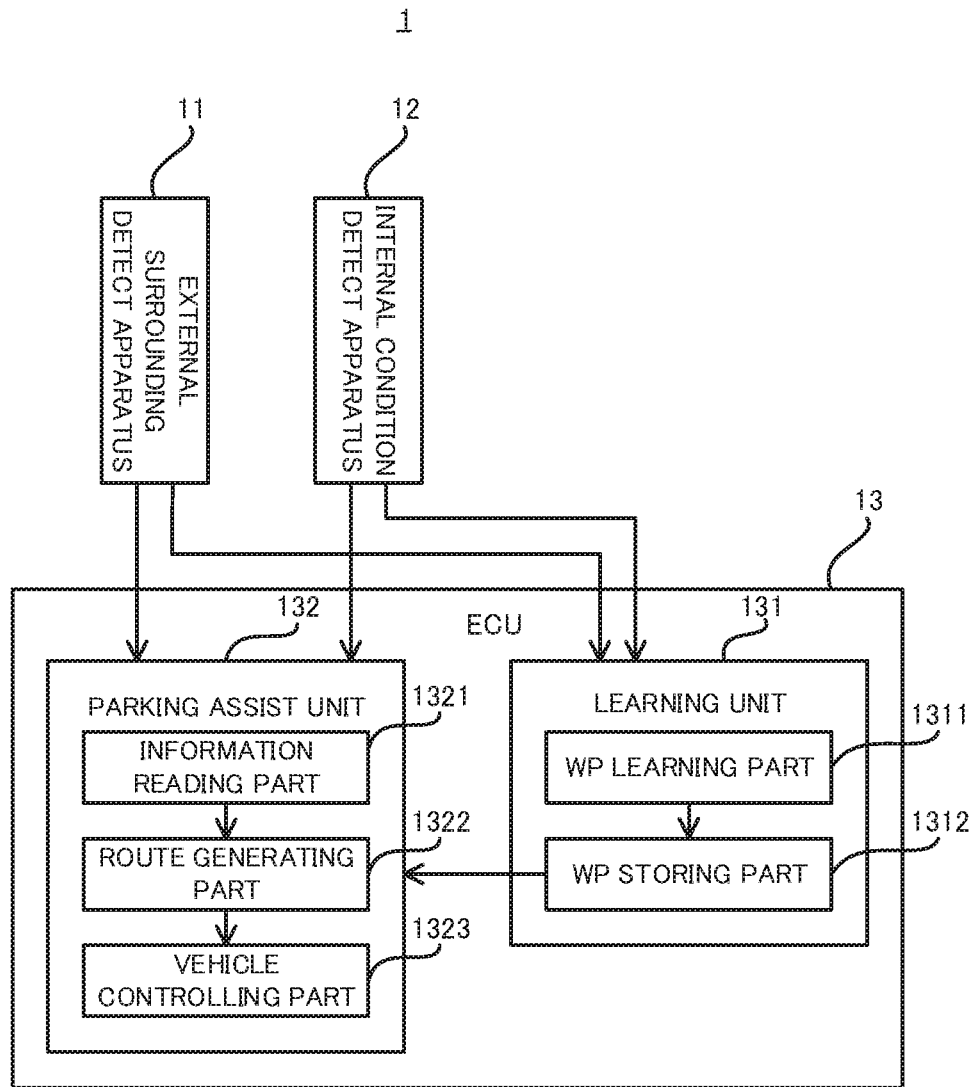 1
11
12
EXTERNAL
SURROUNDING
DETECT APPARATUS
INTERNAL CONDITION
DETECT APPARATUS
13
ECU
132
131
PARKING ASSIST UNIT
1321
INFORMATION
READING PART
1322
ROUTE GENERATING
PART
1323
VEHICLE
CONTROLLING PART
LEARNING UNIT
1311
WP LEARNING PART
1312
WP STORING PART